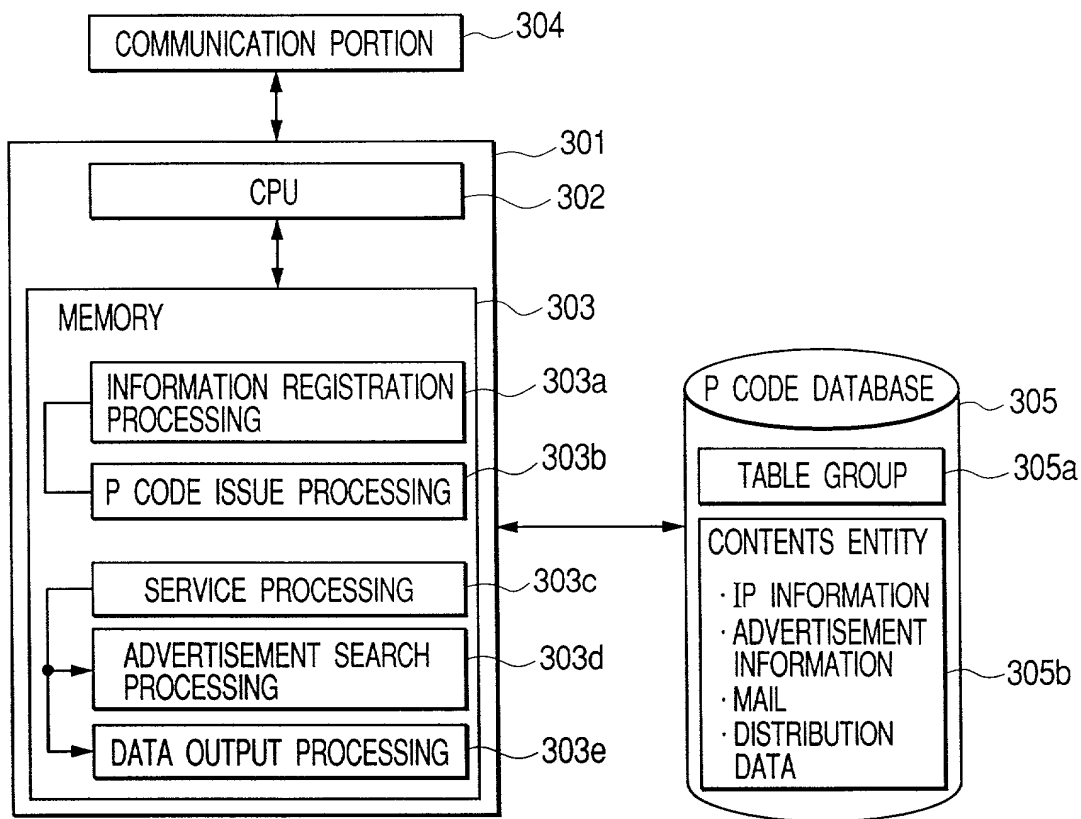 COMMUNICATION PORTION
304
301
CPU
302
MEMORY
303
INFORMATION REGISTRATION
PROCESSING
303a
P CODE ISSUE PROCESSING
303b
SERVICE PROCESSING
303c
ADVERTISEMENT SEARCH
PROCESSING
303d
DATA OUTPUT PROCESSING
303e
P CODE DATABASE
305
TABLE GROUP
305a
CONTENTS ENTITY
· IP INFORMATION
· ADVERTISEMENT
INFORMATION
· MAIL
· DISTRIBUTION
DATA
305b